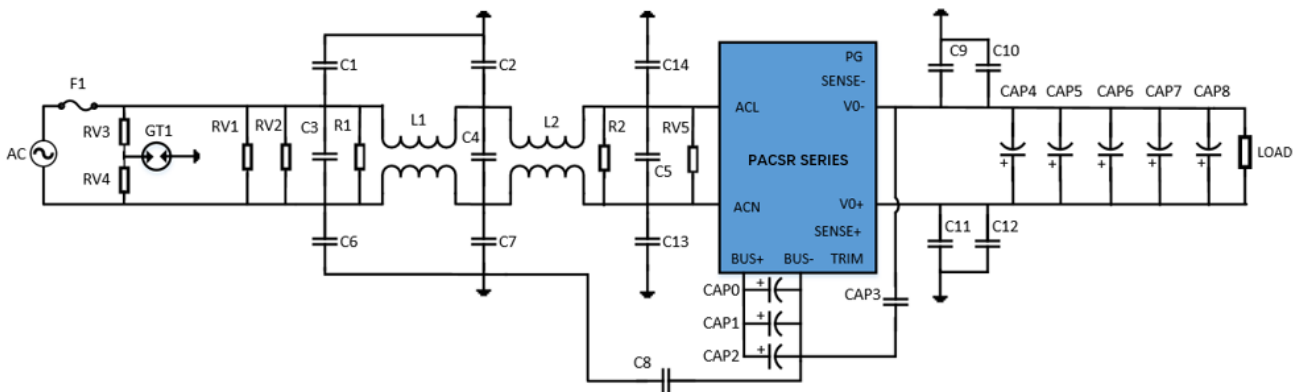 C9
C10
PG
C1
C2
C14
SENSE-
F1
CAP4
CAP5
CAP6
CAP7
CAP8
ACL
V0-
RV3
GT1
RV1
RV2
C3
R1
L1
C4
L2
R2
RV5
AC
PACSR SERIES
LOAD
RV4
C5
ACN
V0+
C11
C12
SENSE+
C6
C7
C13
BUS+
BUS-
TRIM
CAP0
+
CAP3
CAP1
+
CAP2
+
C8
+
+
+
+
+